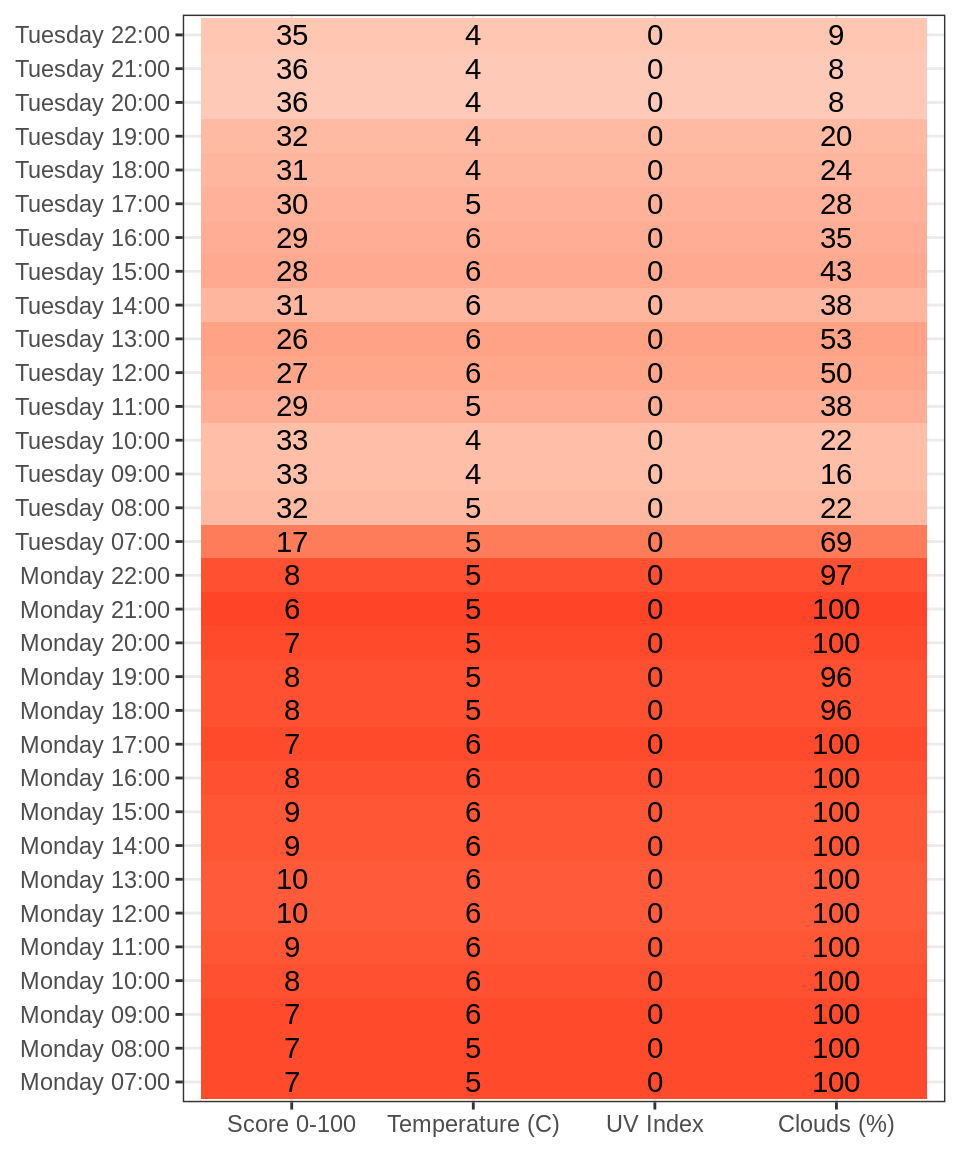 Tuesday 22:00 35 4 0 9
Tuesday 21:00 36 4 0 8
Tuesday 20:00 36 4 0 8
Tuesday 19:00 32 4 0 20
Tuesday 18:00 31 4 0 24
Tuesday 17:00 30 5 0 28
Tuesday 16:00 29 6 0 35
Tuesday 15:00 28 6 0 43
Tuesday 14:00 31 6 0 38
Tuesday 13:00 26 6 0 53
Tuesday 12:00 27 6 0 50
Tuesday 11:00 29 5 0 38
Tuesday 10:00 33 4 0 22
Tuesday 09:00 33 4 0 16
Tuesday 08:00 32 5 0 22
Tuesday 07:00 17 5 0 69
Monday 22:00 8 5 0 97
Monday 21:00 6 5 0 100
Monday 20:00 7 5 0 100
Monday 19:00 8 5 0 96
Monday 18:00 8 5 0 96
Monday 17:00 7 6 0 100
Monday 16:00 8 6 0 100
Monday 15:00 9 6 0 100
Monday 14:00 9 6 0 100
Monday 13:00 10 6 0 100
Monday 12:00 10 6 0 100
Monday 11:00 9 6 0 100
Monday 10:00 8 6 0 100
Monday 09:00 7 6 0 100
Monday 08:00 7 5 0 100
Monday 07:00 7 5 0 100
Score 0-100 Temperature (C) UV Index Clouds (%)